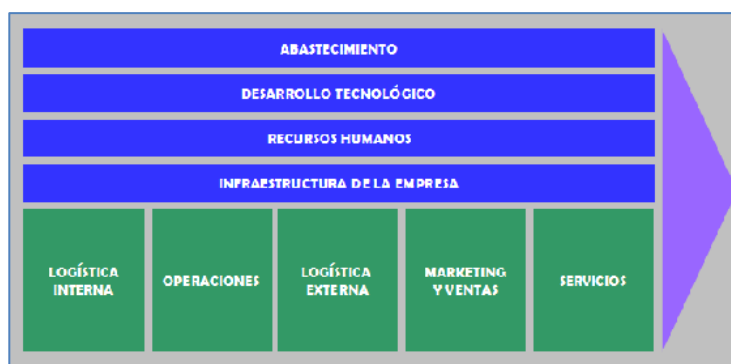 ABASTECIMIENTO
DESARROLLO TECNOLÓGICO
RECURSOS HUMANOS
INFRAESTRUCTURA DE LA EMPRESA
LOGÍSTICA
INTERNA
OPERACIONES
LOGÍSTICA
EXTERNA
MARKETING
Y VENTAS
SERVICIOS